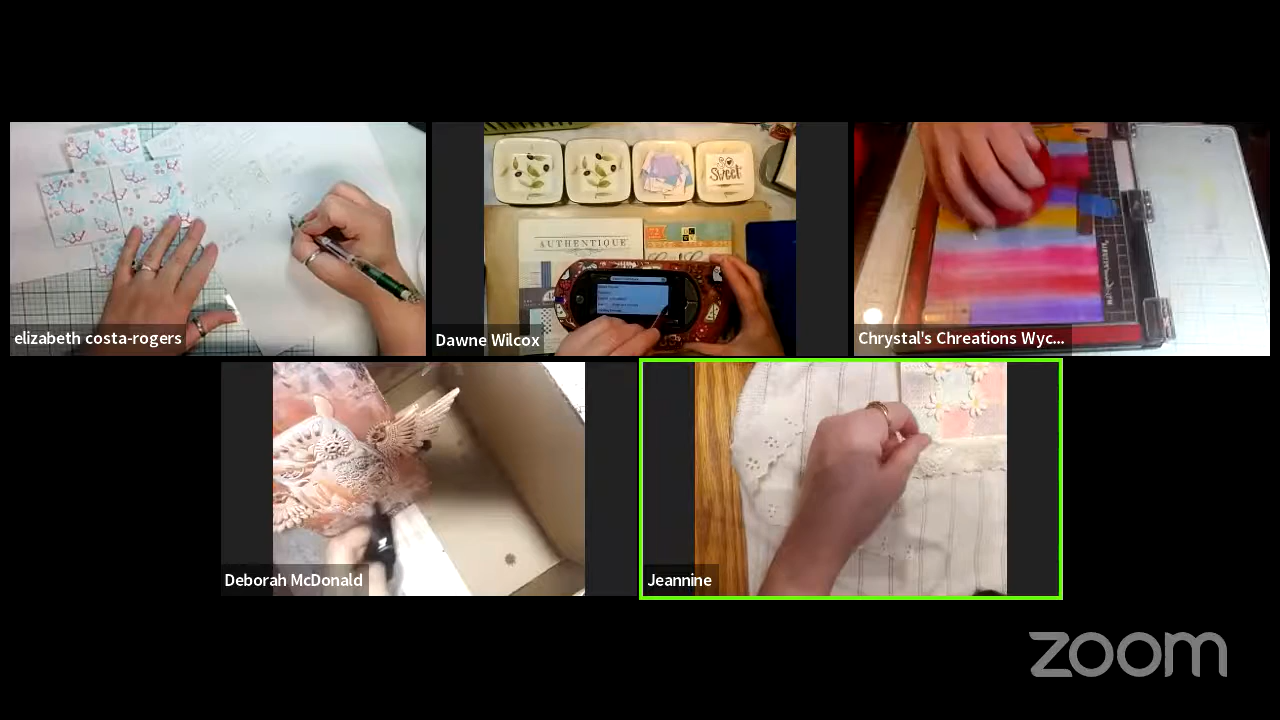 AUTHENTIQUE
Sweet
elizabeth costa-rogers
Dawne Wilcox
Chrystal's Chreations Wyc...
Deborah McDonald
Jeannine
zoom